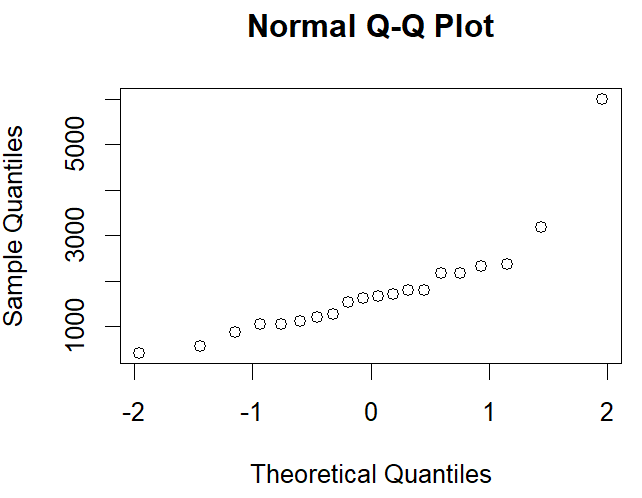 Normal Q-Q Plot
Sample Quantiles
5000
3000
1000
-2 -1 0 1 2
Theoretical Quantiles